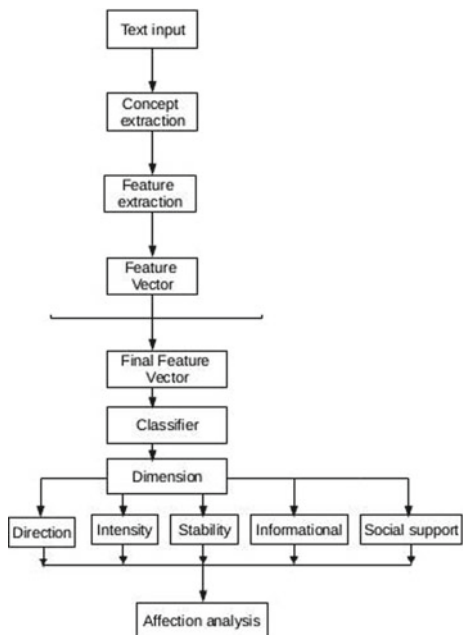 Text input
Concept
extraction
Feature
extraction
Feature
Vector
Final Feature
Vector
Classifier
Dimension
Direction
Intensity
Stability
Informational
Social support
Affection analysis